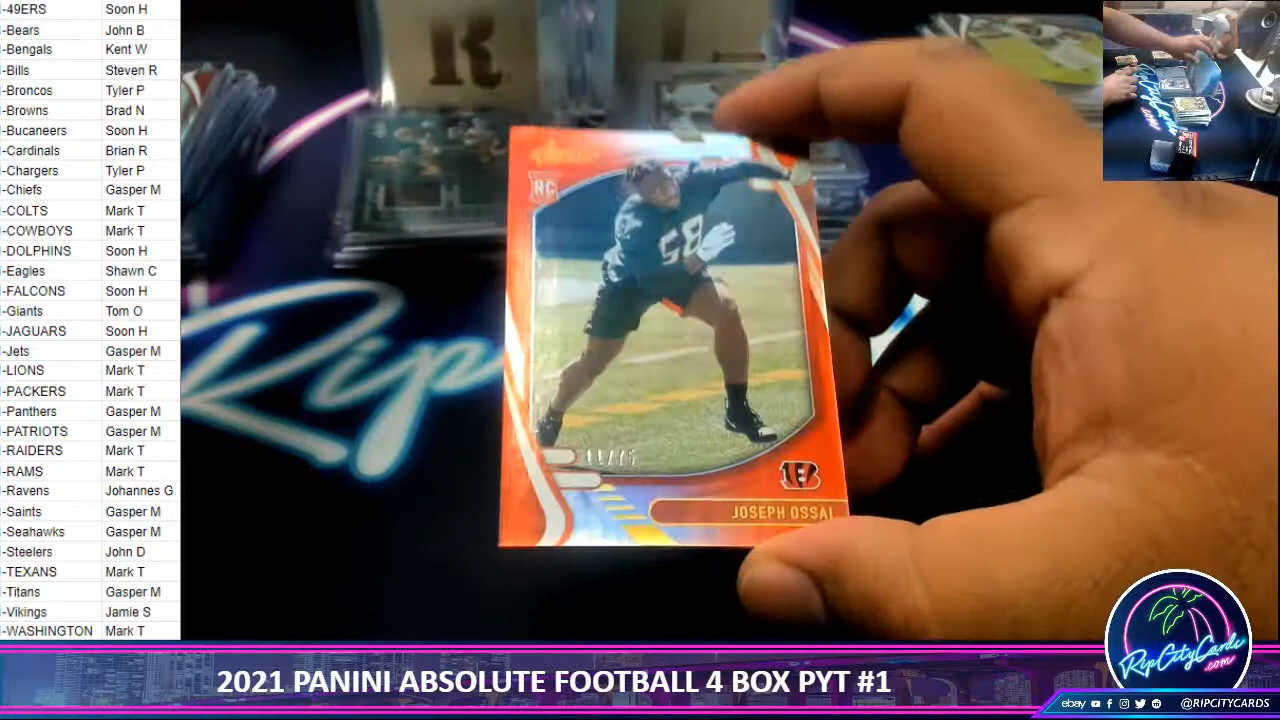 -49ERS Soon H
-Bears John B
-Bengals Kent W
-Bills Steven R
-Broncos Tyler P
-Browns Brad N
-Bucaneers Soon H
-Cardinals Brian R
-Chargers Tyler P
-Chiefs Gasper M
-COLTS Mark T
-COWBOYS Mark T
-DOLPHINS Soon H
-Eagles Shawn C
-FALCONS Soon H
-Giants Tom O
-JAGUARS Soon H
-Jets Gasper M
-LIONS Mark T
-PACKERS Mark T
-Panthers Gasper M
-PATRIOTS Gasper M
-RAIDERS Mark T
-RAMS Mark T
-Ravens Johannes G
-Saints Gasper M
-Seahawks Gasper M
-Steelers John D
-TEXANS Mark T
-Titans Gasper M
-Vikings Jamie S
-WASHINGTON Mark T
R
RC
58
JOSEPH OSSAI
Rip
RipCityCards
.com
2021 PANINI ABSOLUTE FOOTBALL 4 BOX PYT #1
ebay @RIPCITYCARDS